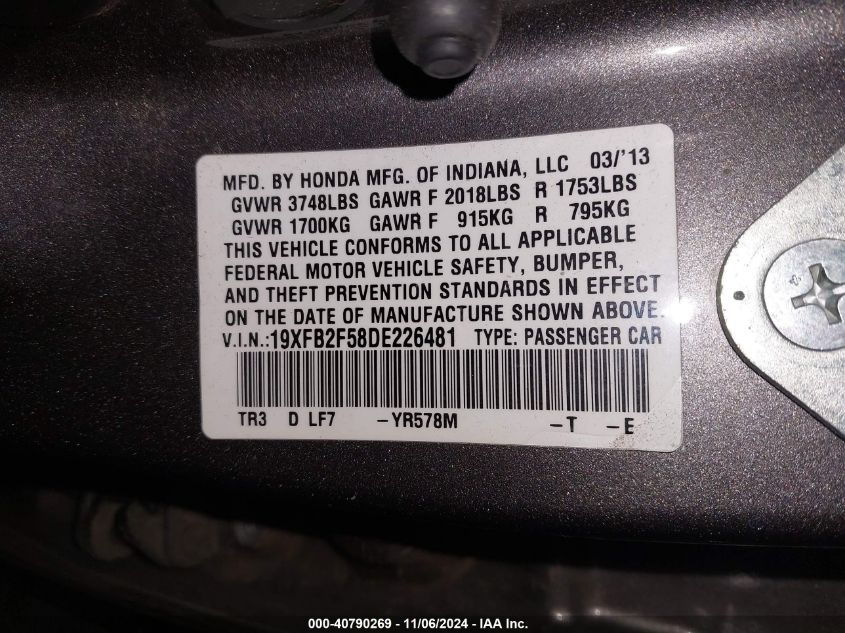 MFD. BY HONDA MFG. OF INDIANA, LLC 03/'13
GVWR 3748LBS GAWR F 2018LBS R 1753LBS
GVWR 1700KG GAWR F 915KG R 795KG
THIS VEHICLE CONFORMS TO ALL APPLICABLE
FEDERAL MOTOR VEHICLE SAFETY, BUMPER,
AND THEFT PREVENTION STANDARDS IN EFFECT
ON THE DATE OF MANUFACTURE SHOWN ABOVE.
V.I.N.:19XFB2F58DE226481 TYPE: PASSENGER CAR
TR3 D LF7 -YR578M -T -E
000-40790269 - 11/06/2024 - IAA Inc.